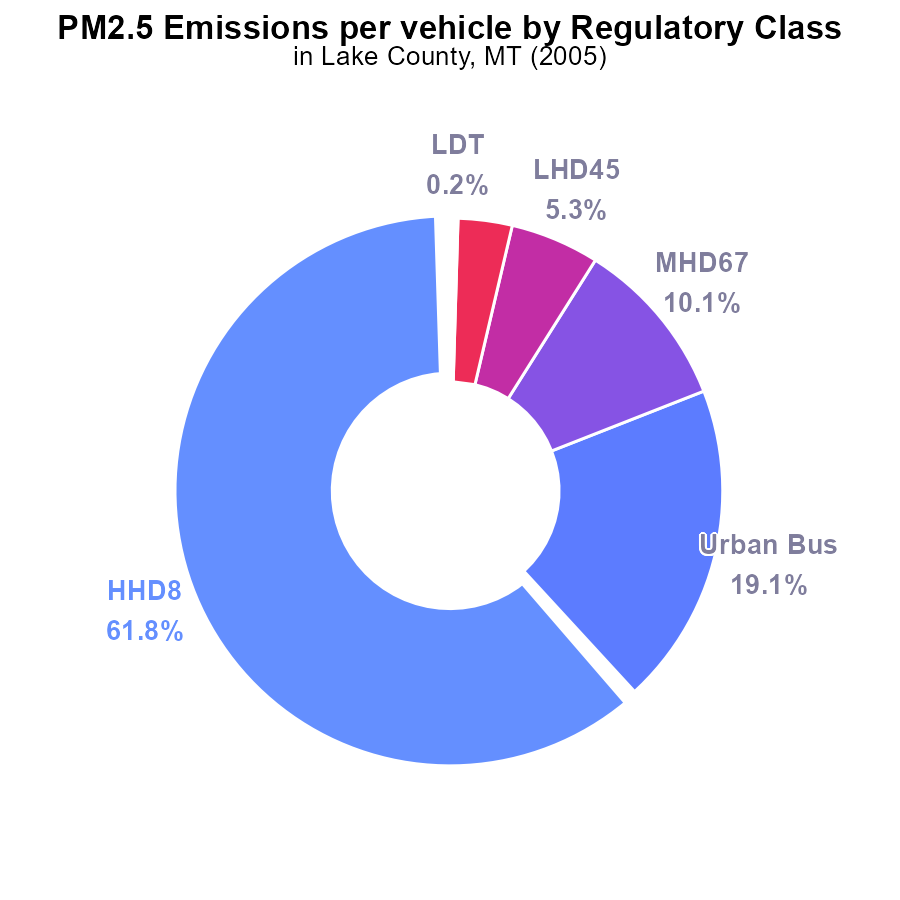 PM2.5 Emissions per vehicle by Regulatory Class
in Lake County, MT (2005)
LDT
0.2%
LHD45
5.3%
MHD67
10.1%
Urban Bus
19.1%
HHD8
61.8%